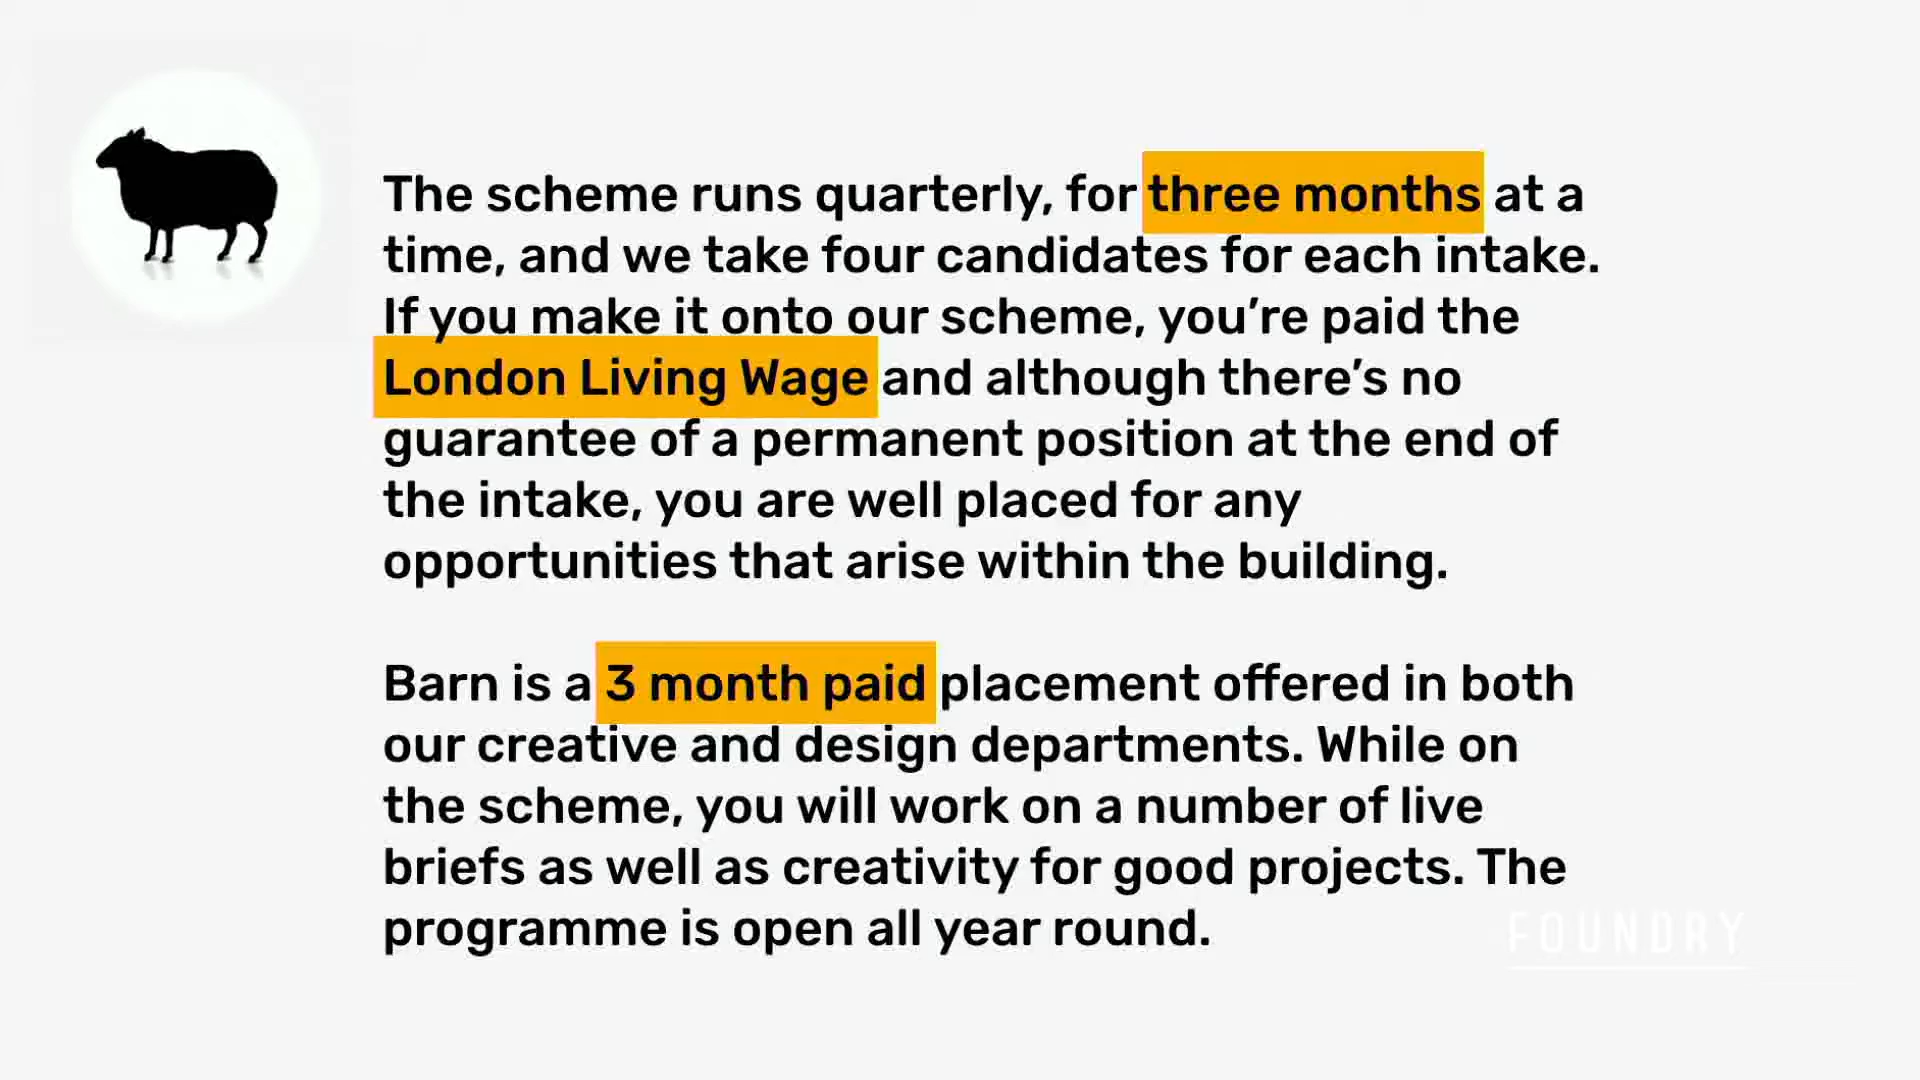 The scheme runs quarterly, for three months at a
time, and we take four candidates for each intake.
If you make it onto our scheme, you’re paid the
London Living Wage and although there’s no
guarantee of a permanent position at the end of
the intake, you are well placed for any
opportunities that arise within the building.
Barn is a 3 month paid placement offered in both
our creative and design departments. While on
the scheme, you will work on a number of live
briefs as well as creativity for good projects. The
programme is open all year round.
FOUNDRY